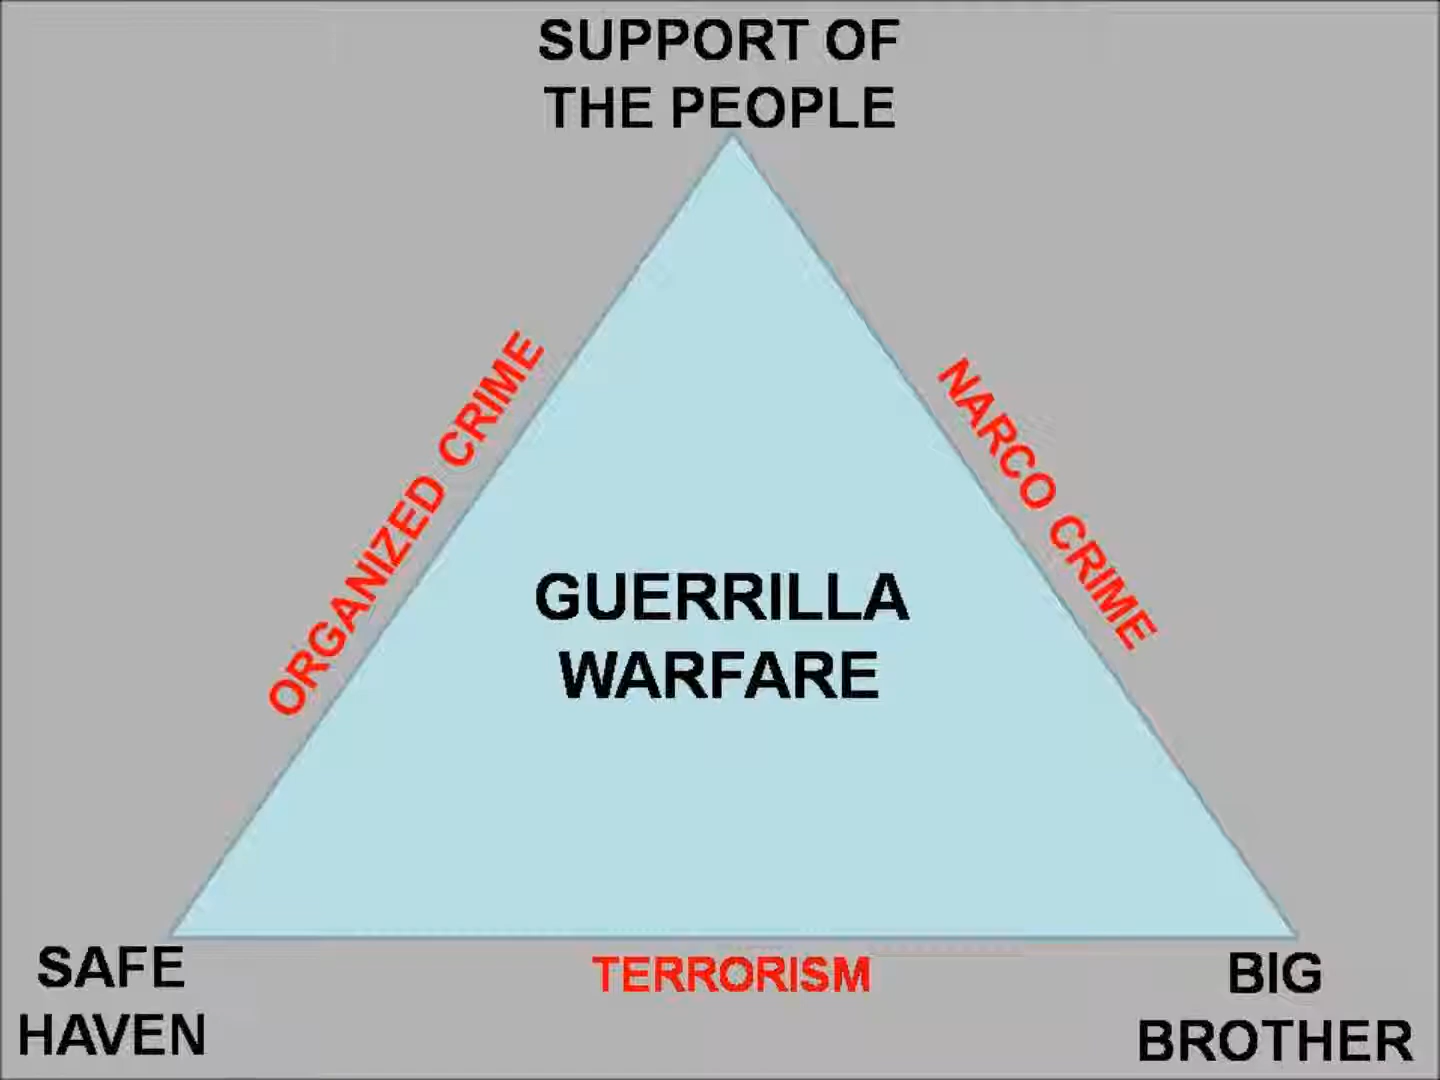 SUPPORT OF
THE PEOPLE
ORGANIZED CRIME
NARCO CRIME
GUERRILLA
WARFARE
SAFE
HAVEN
TERRORISM
BIG
BROTHER